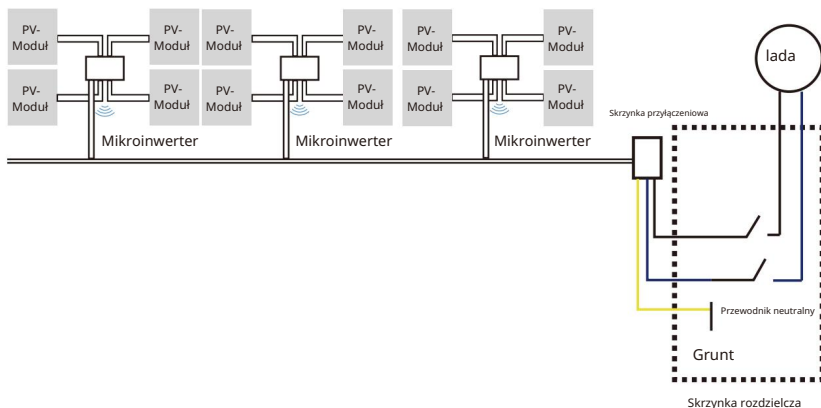 PV-
Moduł
PV-
Moduł
PV-
Moduł
PV-
Moduł
PV-
Moduł
PV-
Moduł
PV-
Moduł
PV-
Moduł
PV-
Moduł
PV-
Moduł
PV-
Moduł
PV-
Moduł
Mikroinwerter
Mikroinwerter
Mikroinwerter
lada
Skrzynka przyłączeniowa
Przewodnik neutralny
Grunt
Skrzynka rozdzielcza